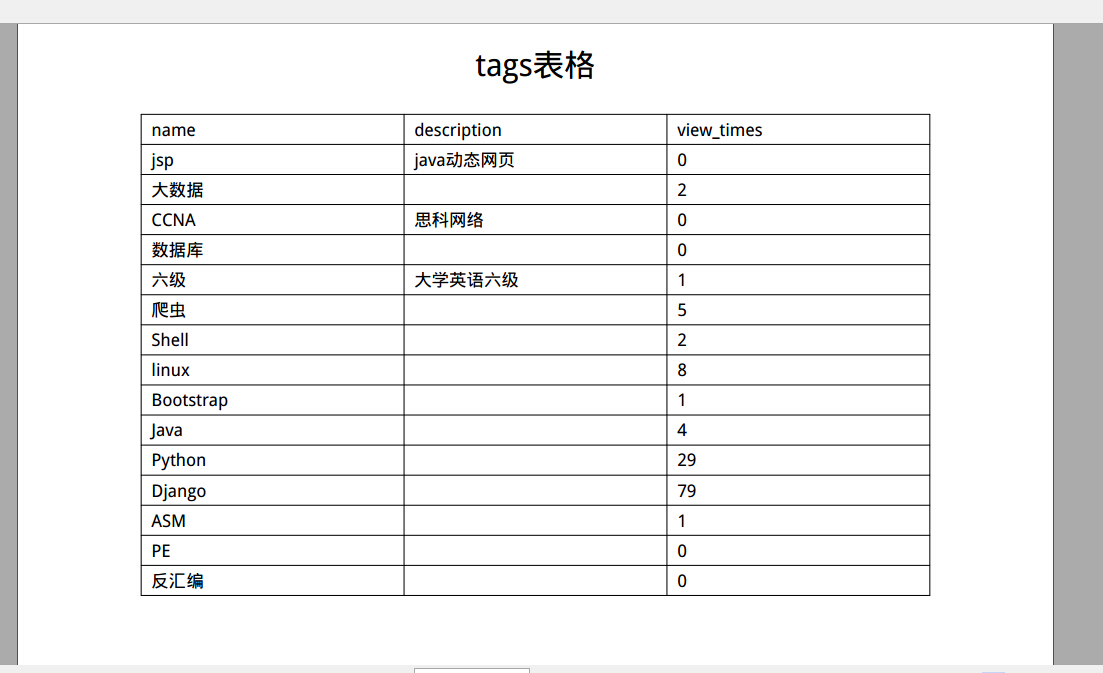 tags表格
name description view_times
jsp java动态网页 0
大数据 2
CCNA 思科网络 0
数据库 0
六级 大学英语六级 1
爬虫 5
Shell 2
linux 8
Bootstrap 1
Java 4
Python 29
Django 79
ASM 1
PE 0
反汇编 0